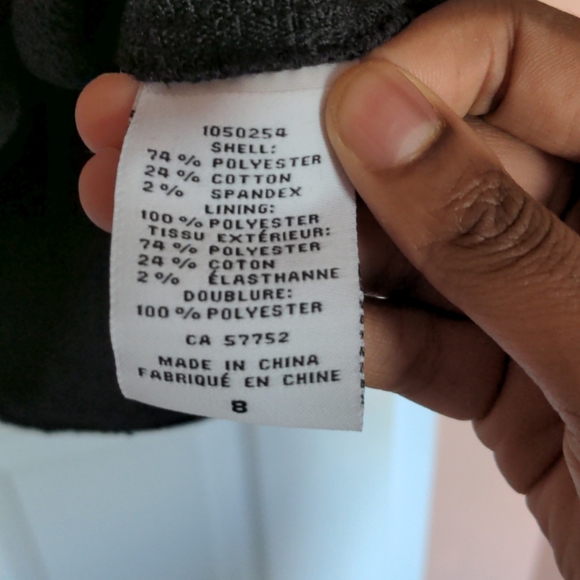 1050254
SHELL:
74% POLYESTER
24% COTTON
2% SPANDEX
LINING:
100% POLYESTER
TISSU EXTÉRIEUR:
74% POLYESTER
24% COTON
2% ÉLASTHANNE
DOUBLURE:
100% POLYESTER
CA 57752
MADE IN CHINA
FABRIQUÉ EN CHINE
8